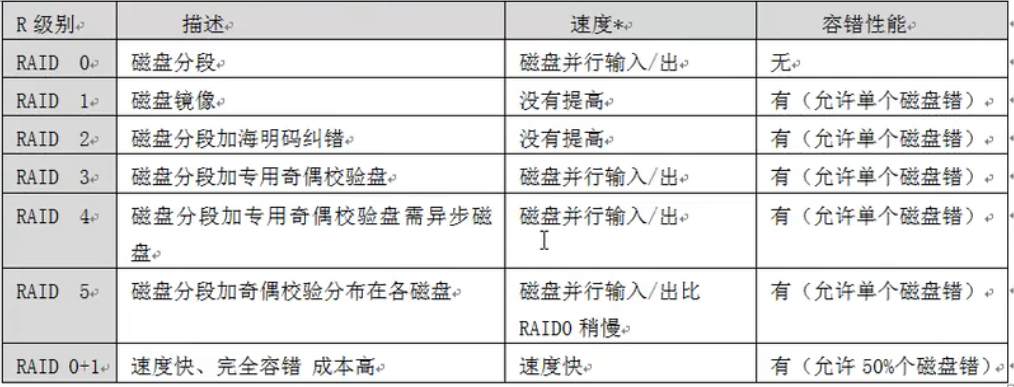 R 级别 描述 速度* 容错性能
RAID 0 磁盘分段 磁盘并行输入/出 无
RAID 1 磁盘镜像 没有提高 有（允许单个磁盘错）
RAID 2 磁盘分段加海明码纠错 没有提高 有（允许单个磁盘错）
RAID 3 磁盘分段加专用奇偶校验盘 磁盘并行输入/出 有（允许单个磁盘错）
RAID 4 磁盘分段加专用奇偶校验盘需异步磁 磁盘并行输入/出 有（允许单个磁盘错）
盘
RAID 5 磁盘分段加奇偶校验分布在各磁盘 磁盘并行输入/出比 有（允许单个磁盘错）
RAID0 稍慢
RAID 0+1 速度快、完全容错 成本高 速度快 有（允许 50%个磁盘错）